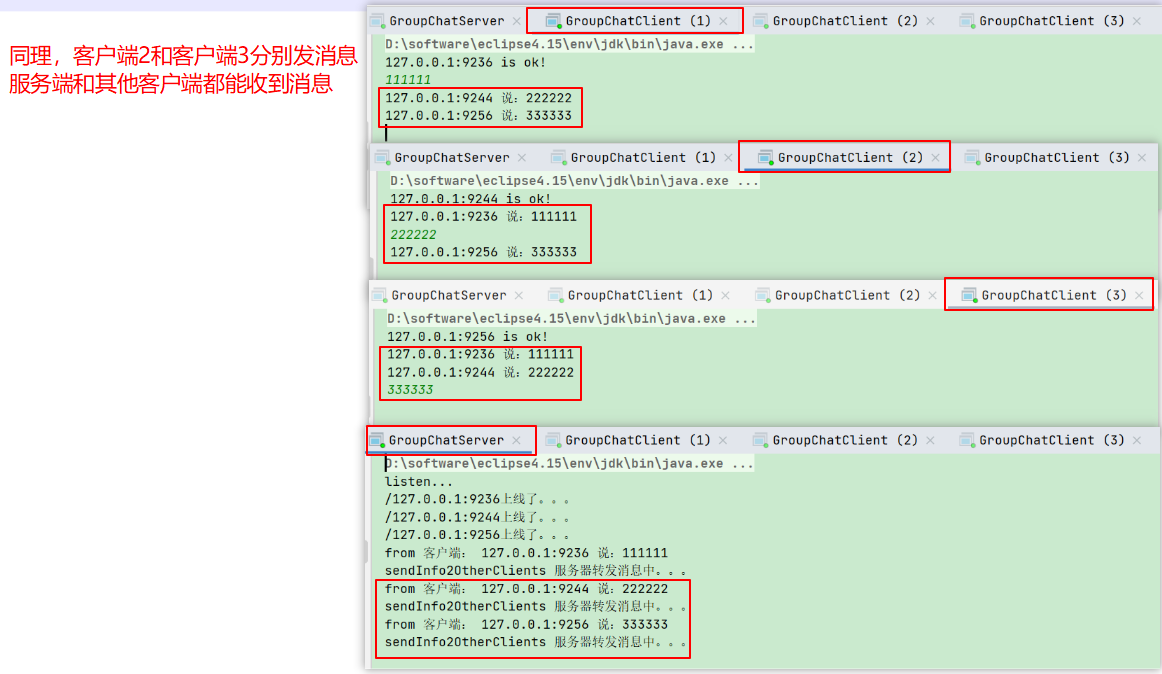 同理，客户端2和客户端3分别发消息
服务端和其他客户端都能收到消息
GroupChatServer × GroupChatClient (1) × GroupChatClient (2) × GroupChatClient (3) ×
D:\software\eclipse4.15\env\jdk\bin\java.exe ...
127.0.0.1:9236 is ok!
111111
127.0.0.1:9244 说：222222
127.0.0.1:9256 说：333333
GroupChatServer × GroupChatClient (1) × GroupChatClient (2) × GroupChatClient (3) ×
D:\software\eclipse4.15\env\jdk\bin\java.exe ...
127.0.0.1:9244 is ok!
127.0.0.1:9236 说：111111
222222
127.0.0.1:9256 说：333333
GroupChatServer × GroupChatClient (1) × GroupChatClient (2) × GroupChatClient (3) ×
D:\software\eclipse4.15\env\jdk\bin\java.exe ...
127.0.0.1:9256 is ok!
127.0.0.1:9236 说：111111
127.0.0.1:9244 说：222222
333333
GroupChatServer × GroupChatClient (1) × GroupChatClient (2) × GroupChatClient (3) ×
D:\software\eclipse4.15\env\jdk\bin\java.exe ...
listen...
/127.0.0.1:9236上线了。。。
/127.0.0.1:9244上线了。。。
/127.0.0.1:9256上线了。。。
from 客户端： 127.0.0.1:9236 说：111111
sendInfo2OtherClients 服务器转发消息中。。。
from 客户端： 127.0.0.1:9244 说：222222
sendInfo2OtherClients 服务器转发消息中。。。
from 客户端： 127.0.0.1:9256 说：333333
sendInfo2OtherClients 服务器转发消息中。。。